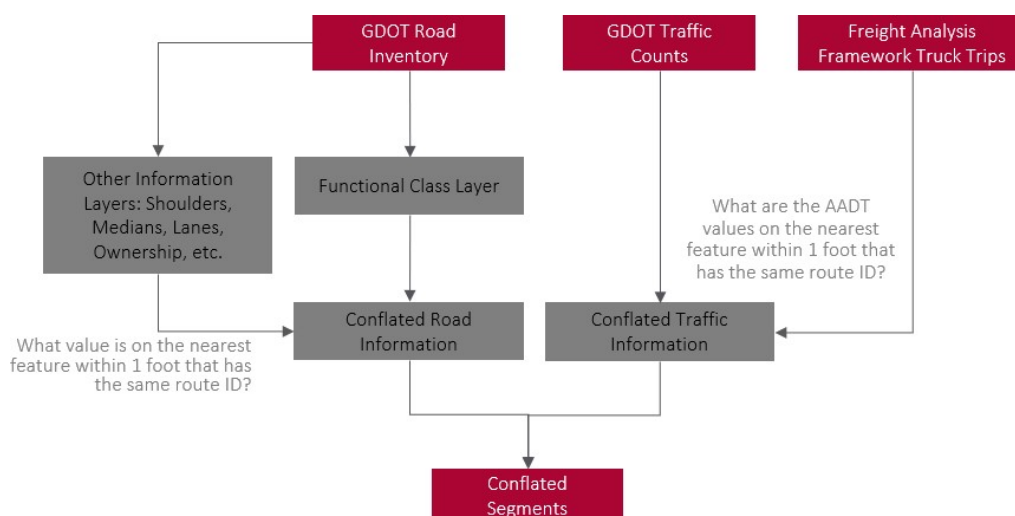 GDOT Road
Inventory
GDOT Traffic
Counts
Freight Analysis
Framework Truck Trips
Other Information
Layers: Shoulders,
Medians, Lanes,
Ownership, etc.
Functional Class Layer
What are the AADT
values on the nearest
feature within 1 foot that
has the same route ID?
Conflated Road
Information
Conflated Traffic
Information
What value is on the nearest
feature within 1 foot that has
the same route ID?
Conflated
Segments